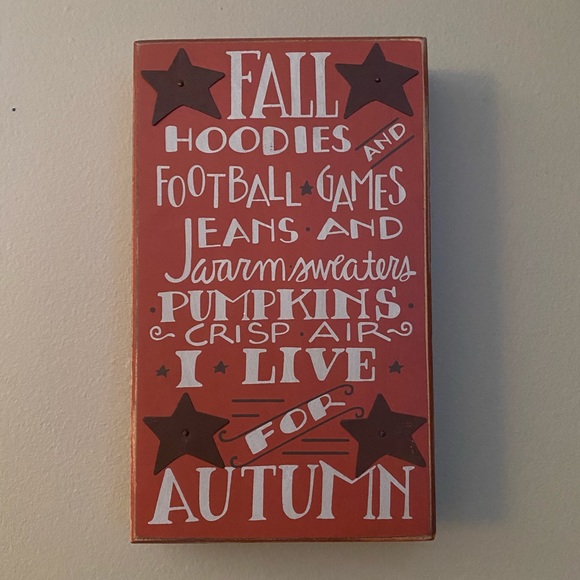 FALL
HOODIES AND
FOOTBALL GAMES
JEANS AND
warm sweaters
PUMPKINS
CRISP AIR
I LIVE
FOR
AUTUMN